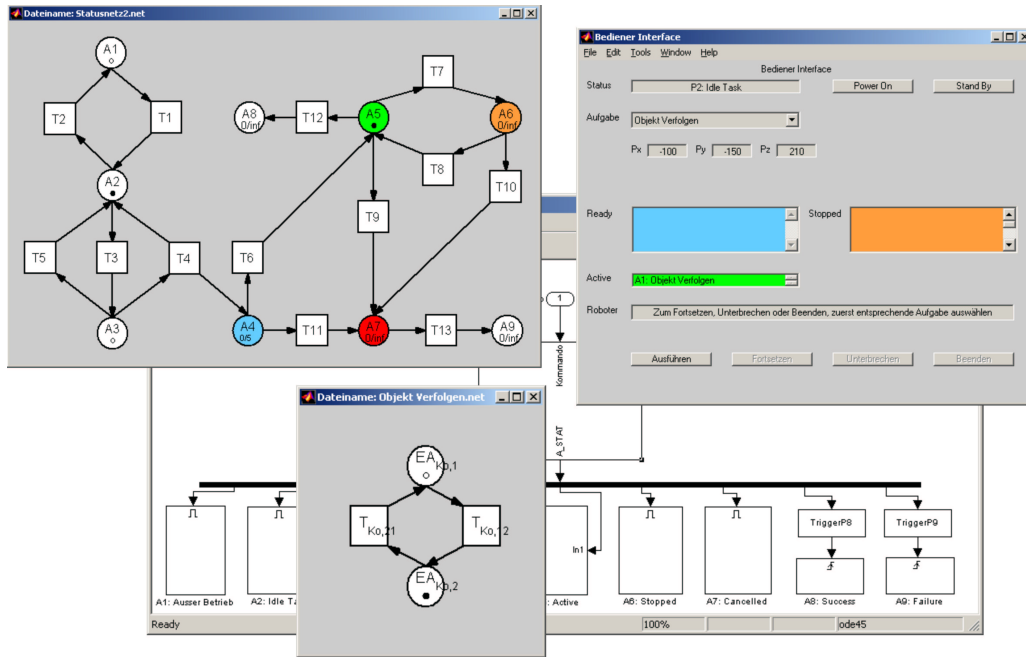 Dateiname: Statusnetz2.net
A1
T2
T1
A2
T5
T3
T4
A3
A8
0/inf
T12
A5
T7
A6
0/inf
T8
T10
T9
T6
A4
0/5
T11
A7
0/inf
T13
A9
0/inf
Bediener Interface
File Edit Tools Window Help
Bediener Interface
Status P2: Idle Task Power On Stand By
Aufgabe Objekt Verfolgen
Px -100 Py -150 Pz 210
Ready Stopped
Active A1: Objekt Verfolgen
Roboter Zum Fortsetzen, Unterbrechen oder Beenden, zuerst entsprechende Aufgabe auswählen
Ausführen Fortsetzen Unterbrechen Beenden
1
Kommando
A_STAT
Dateiname: Objekt Verfolgen.net
EA Ko,1
T Ko,21
T Ko,12
EA Ko,2
In1
TriggerP8
TriggerP9
A1: Ausser Betrieb
A2: Idle Ta
: Active
A6: Stopped
A7: Cancelled
A8: Success
A9: Failure
Ready 100% ode45